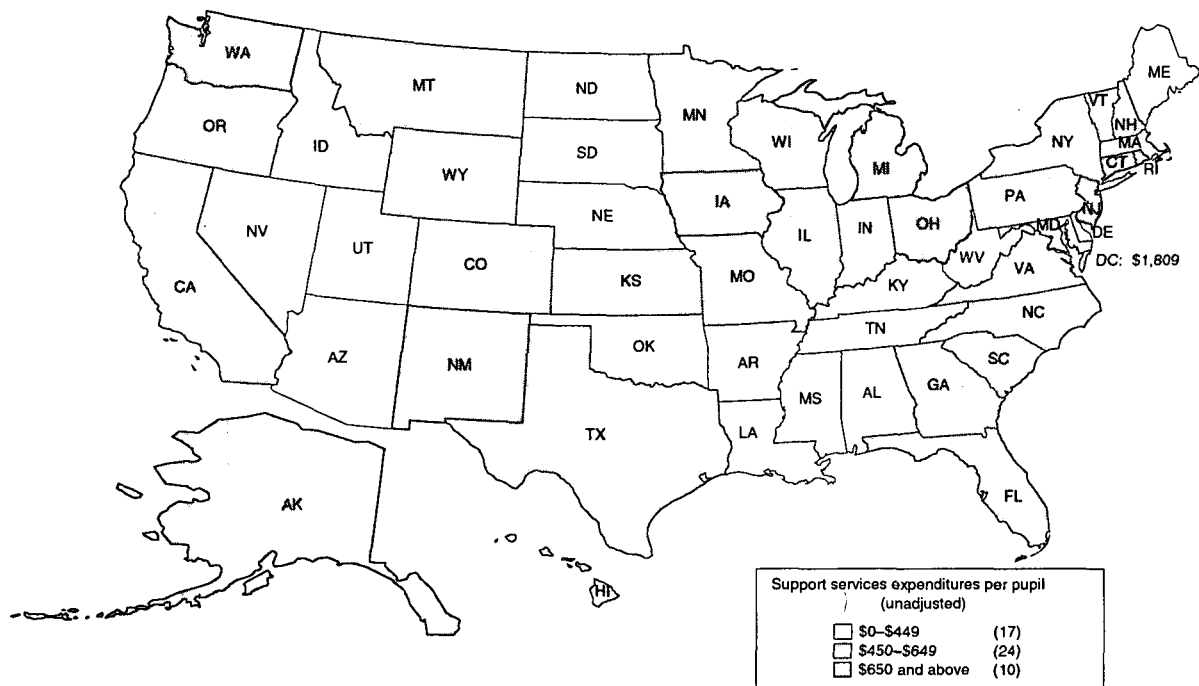 WA
MT
ND
MN
ME
VT
NH
OR
ID
SD
WI
MI
NY
MA
CT
RI
WY
IA
PA
NJ
NE
IL
IN
OH
MD
DE
NV
UT
CO
WV
VA
DC: $1,809
CA
KS
MO
KY
NC
TN
AZ
NM
OK
AR
SC
MS
AL
GA
TX
LA
FL
AK
HI
Support services expenditures per pupil
(unadjusted)
$0–$449 (17)
$450–$649 (24)
$650 and above (10)